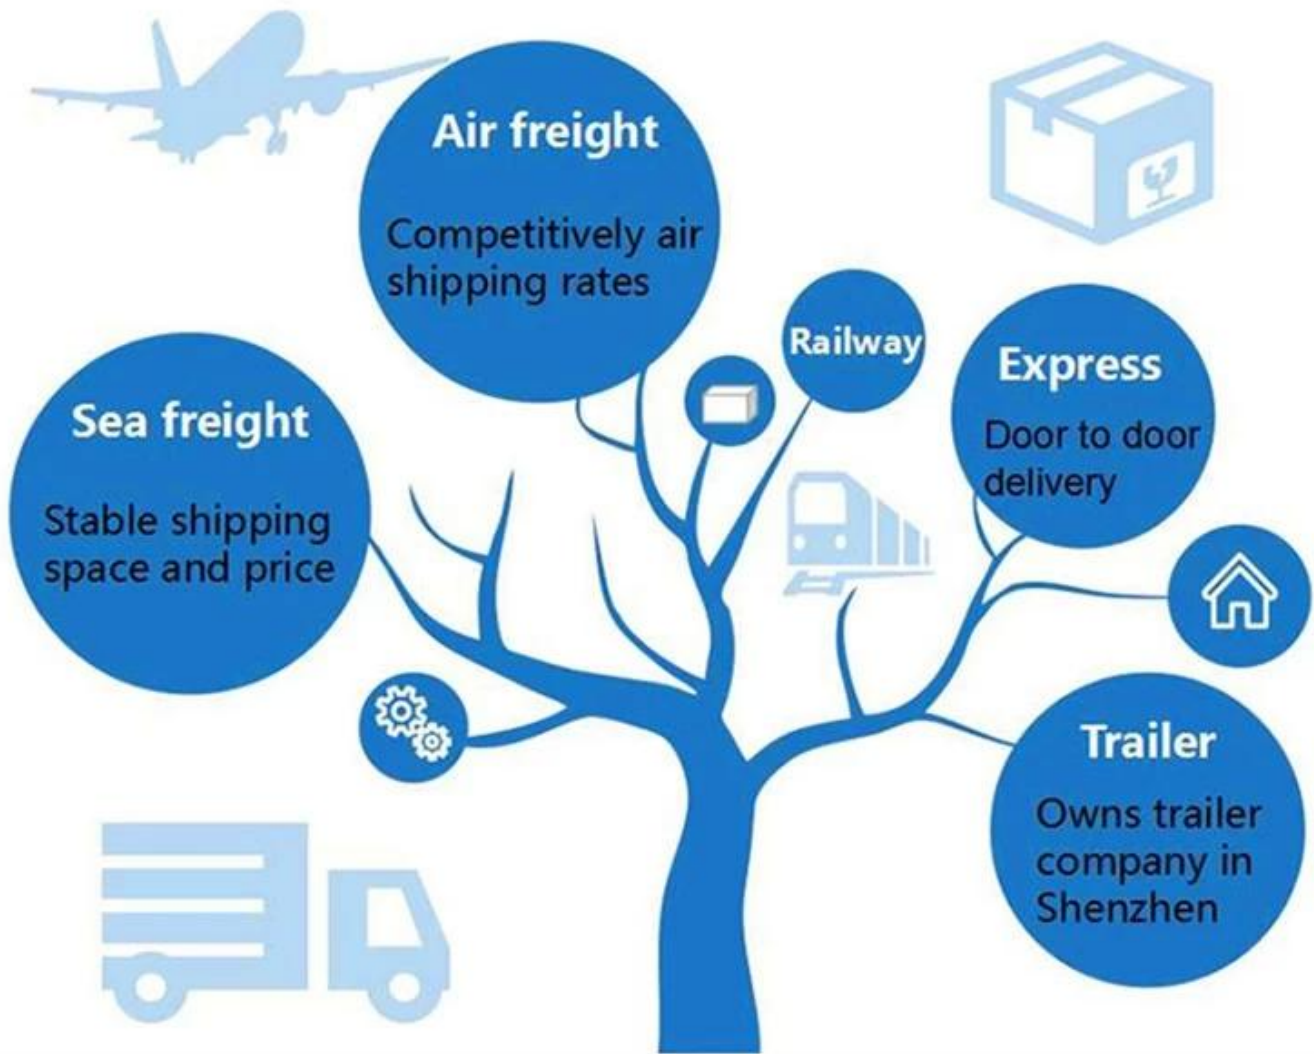 Air freight
Competitively air
shipping rates
Railway
Express
Door to door
delivery
Sea freight
Stable shipping
space and price
Trailer
Owns trailer
company in
Shenzhen